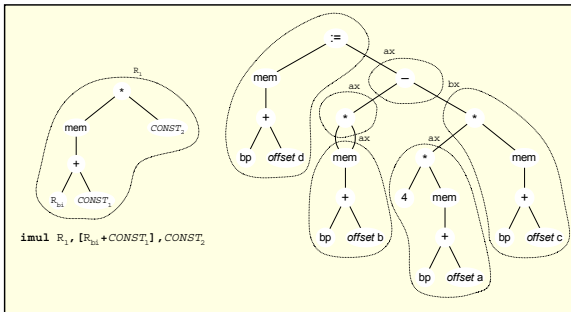 :=
ax
R1
mem
ax
–
bx
*
*
*
mem
CONST2
+
mem
ax
*
ax
mem
+
bp
offset d
4
mem
+
Rbi
CONST1
bp
offset b
+
bp
offset c
imul R1,[Rbi+CONST1],CONST2
+
bp
offset a